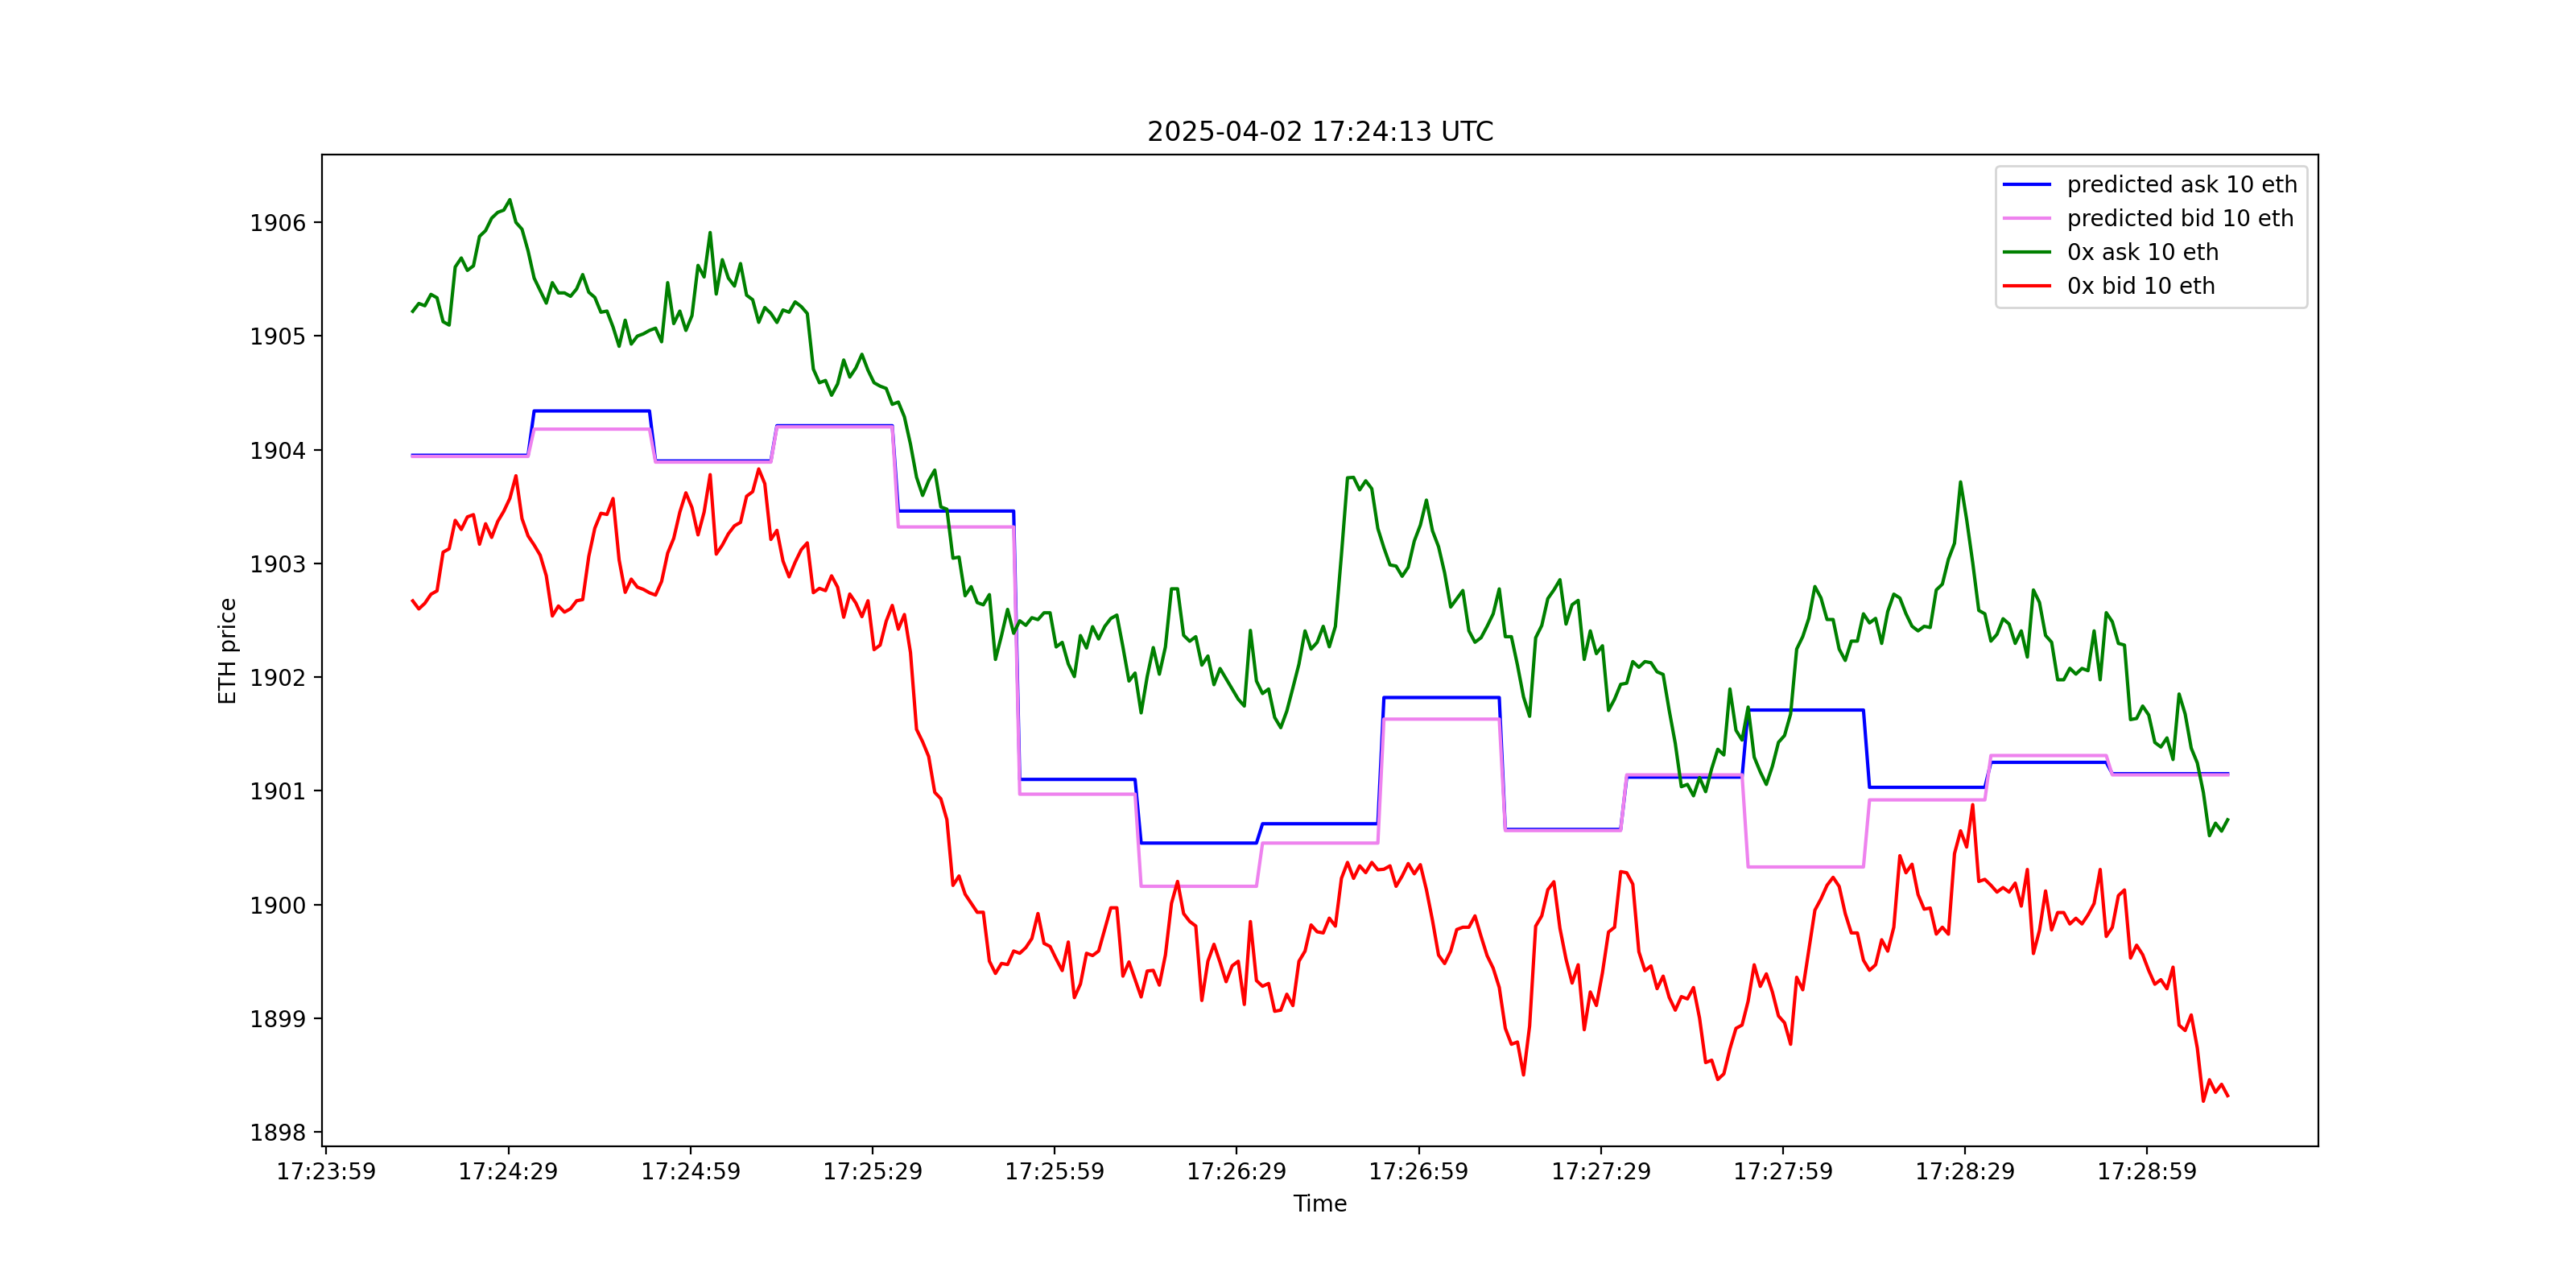 2025-04-02 17:24:13 UTC
predicted ask 10 eth
predicted bid 10 eth
0x ask 10 eth
0x bid 10 eth
ETH price
1906
1905
1904
1903
1902
1901
1900
1899
1898
17:23:59 17:24:29 17:24:59 17:25:29 17:25:59 17:26:29 17:26:59 17:27:29 17:27:59 17:28:29 17:28:59
Time